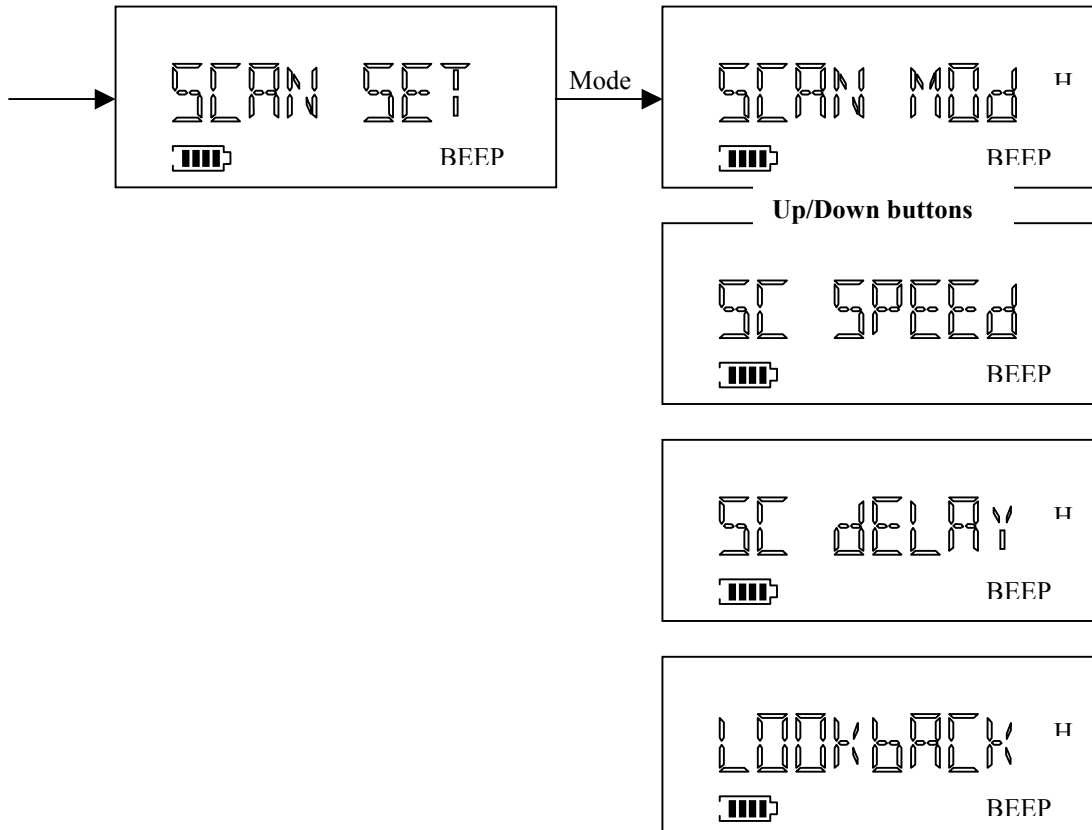 SCAN SET
BEEP
Mode
SCAN MOd H
BEEP
Up/Down buttons
SC SPEEd
BEEP
SC dELAY H
BEEP
LOOKbACK H
BEEP